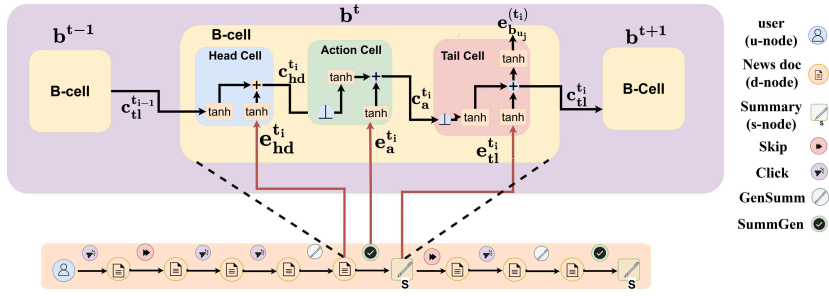 b^{t-1}
b^t
b^{t+1}
B-cell
B-cell
B-Cell
Head Cell
Action Cell
Tail Cell
e_{b_{u_j}}^{(t_i)}
c_{hd}^{t_i}
c_a^{t_i}
c_{tl}^{t_{i-1}}
c_{tl}^{t_i}
tanh
+
tanh
⊥
tanh
+
tanh
⊥
tanh
+
tanh
tanh
e_{hd}^{t_i}
e_a^{t_i}
e_{tl}^{t_i}
S
S
user
(u-node)
News doc
(d-node)
Summary
(s-node)
S
Skip
Click
GenSumm
SummGen